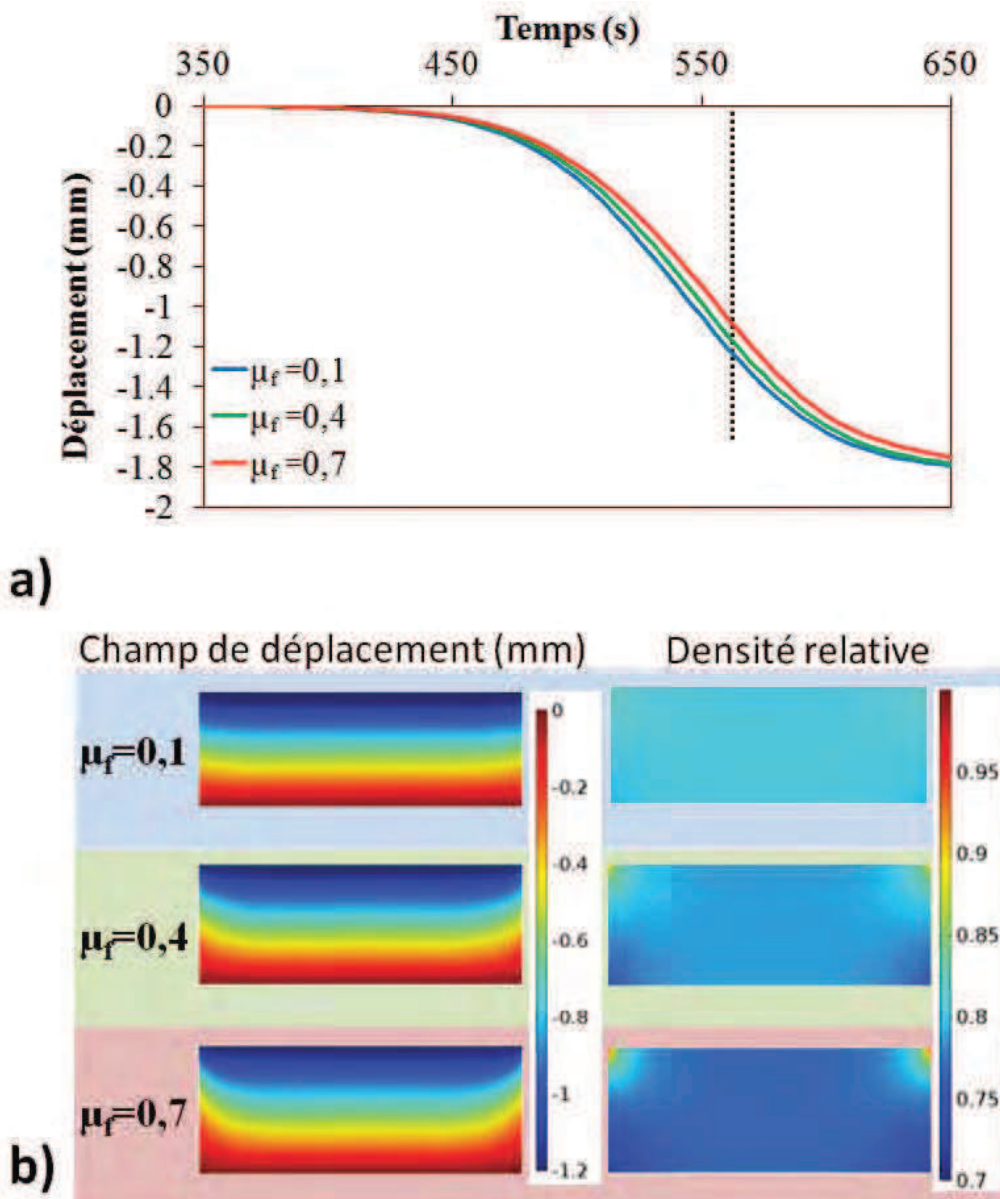 Temps (s)
350 450 550 650
Déplacement (mm)
0
-0.2
-0.4
-0.6
-0.8
-1
-1.2
-1.4
-1.6
-1.8
-2
μf=0,1
μf=0,4
μf=0,7
a)
Champ de déplacement (mm) Densité relative
μf=0,1
μf=0,4
μf=0,7
0
-0.2
-0.4
-0.6
-0.8
-1
-1.2
0.95
0.9
0.85
0.8
0.75
0.7
b)